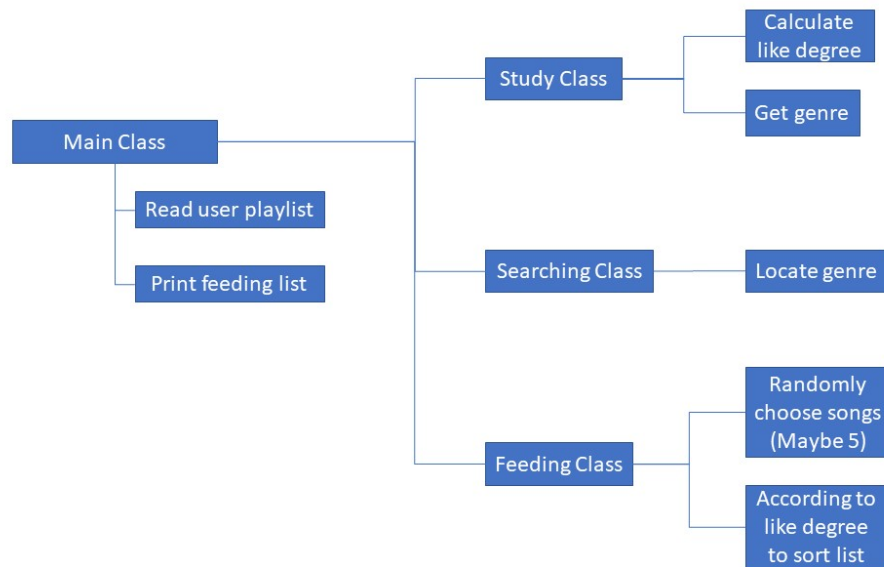 Main Class
Read user playlist
Print feeding list
Study Class
Calculate
like degree
Get genre
Searching Class
Locate genre
Feeding Class
Randomly
choose songs
(Maybe 5)
According to
like degree
to sort list